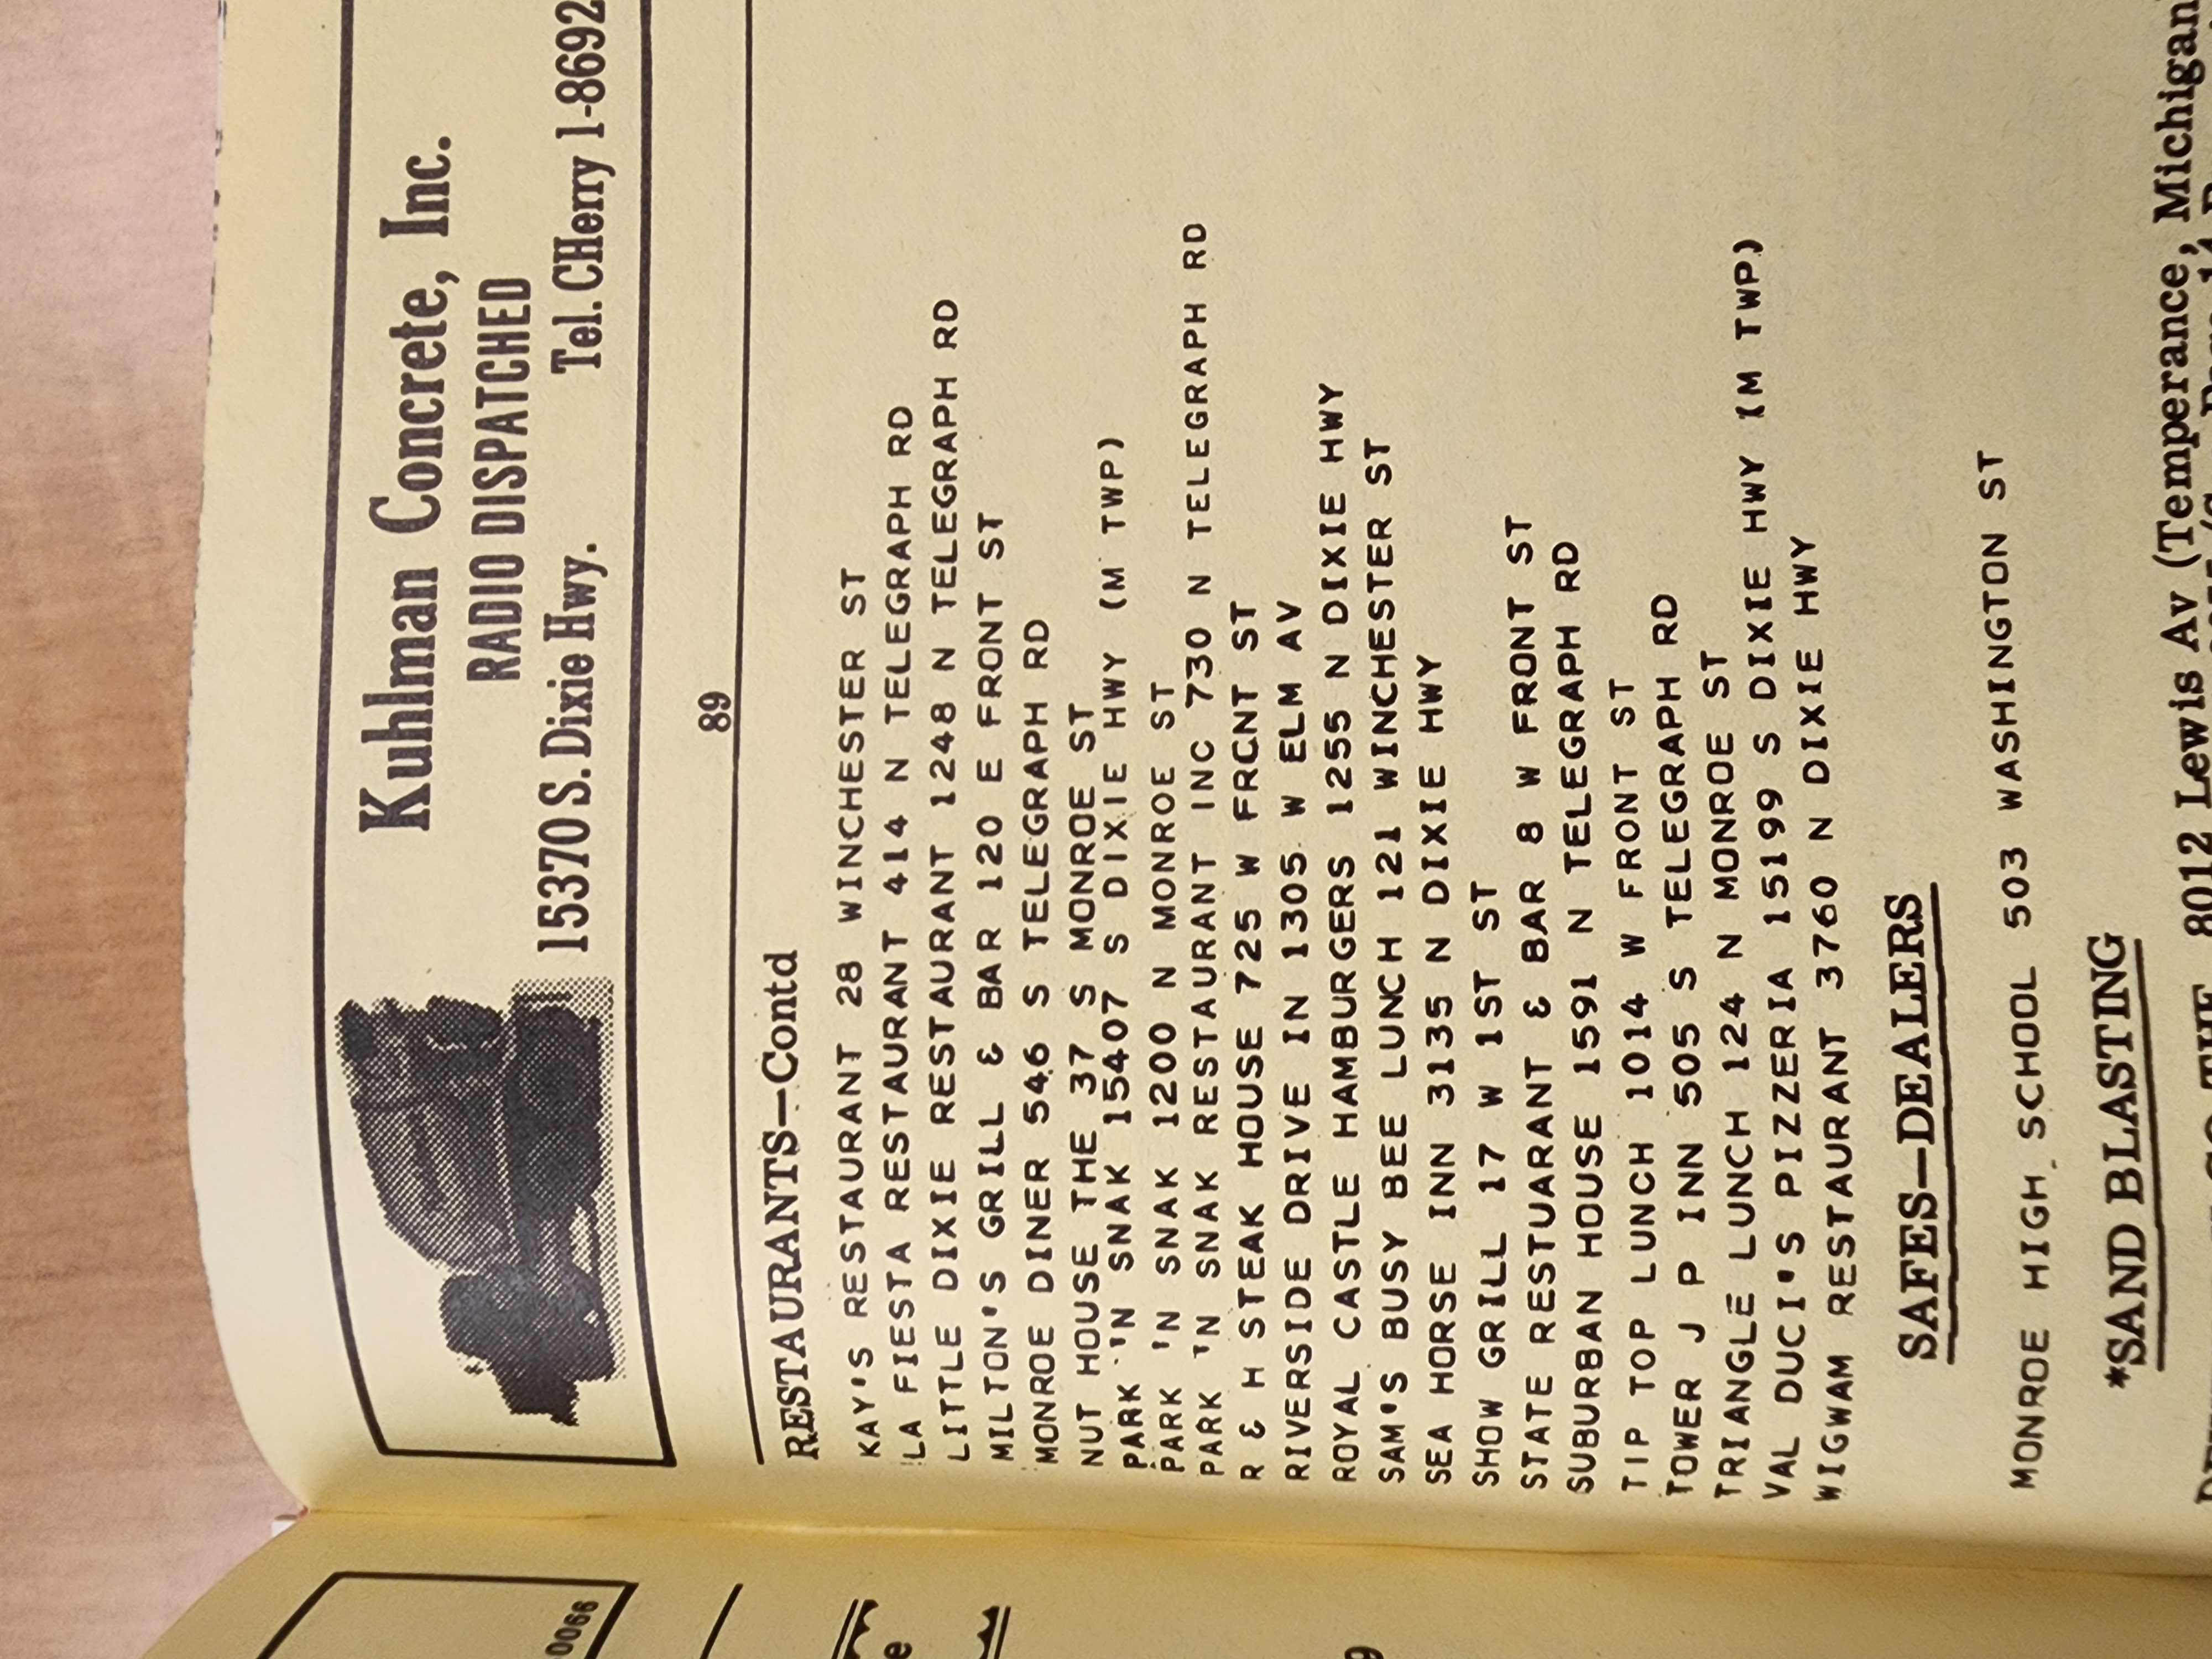 Kuhlman Concrete, Inc.
RADIO DISPATCHED
15370 S. Dixie Hwy. Tel. CHerry 1-8692
89
RESTAURANTS—Contd
KAY'S RESTAURANT 28 WINCHESTER ST
LA FIESTA RESTAURANT 414 N TELEGRAPH RD
LITTLE DIXIE RESTAURANT 1248 N TELEGRAPH RD
MILTON'S GRILL & BAR 120 E FRONT ST
MONROE DINER 546 S TELEGRAPH RD
NUT HOUSE THE 37 S MONROE ST
PARK 'N SNAK 15407 S DIXIE HWY (M TWP)
PARK 'N SNAK 1200 N MONROE ST
PARK 'N SNAK RESTAURANT INC 730 N TELEGRAPH RD
R & H STEAK HOUSE 725 W FRCNT ST
RIVERSIDE DRIVE IN 1305 W ELM AV
ROYAL CASTLE HAMBURGERS 1255 N DIXIE HWY
SAM'S BUSY BEE LUNCH 121 WINCHESTER ST
SEA HORSE INN 3135 N DIXIE HWY
SHOW GRILL 17 W 1ST ST
STATE RESTUARANT & BAR 8 W FRONT ST
SUBURBAN HOUSE 1591 N TELEGRAPH RD
TIP TOP LUNCH 1014 W FRONT ST
TOWER J P INN 505 S TELEGRAPH RD
TRIANGLE LUNCH 124 N MONROE ST
VAL DUCI'S PIZZERIA 15199 S DIXIE HWY (M TWP)
WIGWAM RESTAURANT 3760 N DIXIE HWY
SAFES—DEALERS
MONROE HIGH SCHOOL 503 WASHINGTON ST
*SAND BLASTING
8012 Lewis Av (Temperance, Michigan